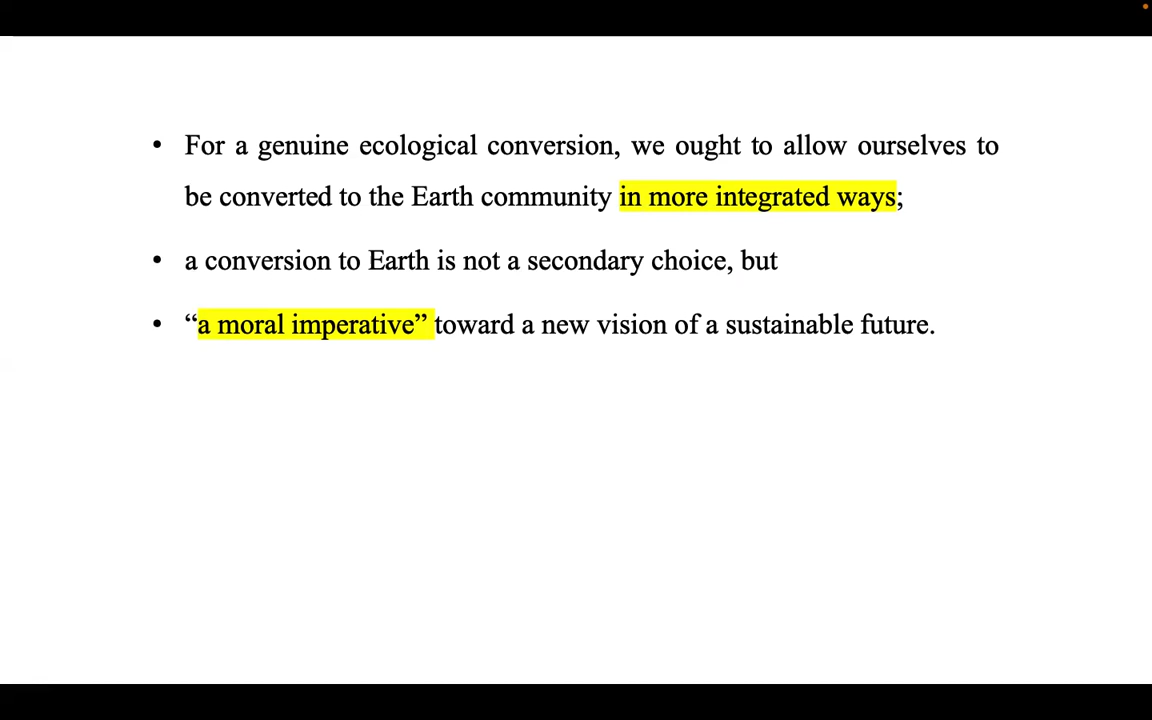 • For a genuine ecological conversion, we ought to allow ourselves to
be converted to the Earth community in more integrated ways;
• a conversion to Earth is not a secondary choice, but
• “a moral imperative” toward a new vision of a sustainable future.